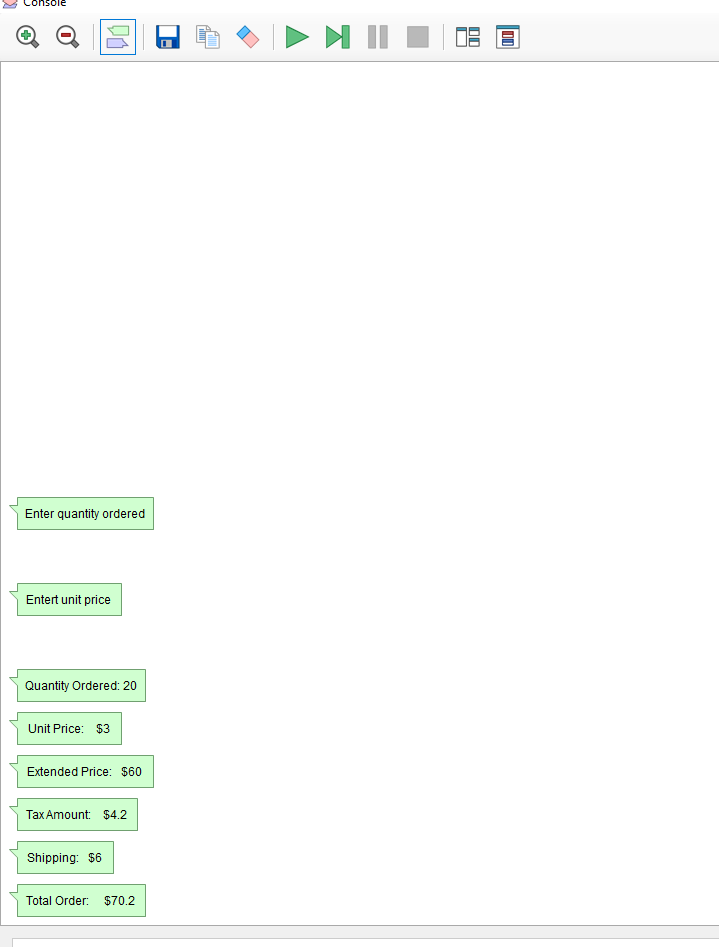 Console
Enter quantity ordered
Entert unit price
Quantity Ordered: 20
Unit Price: $3
Extended Price: $60
Tax Amount: $4.2
Shipping: $6
Total Order: $70.2